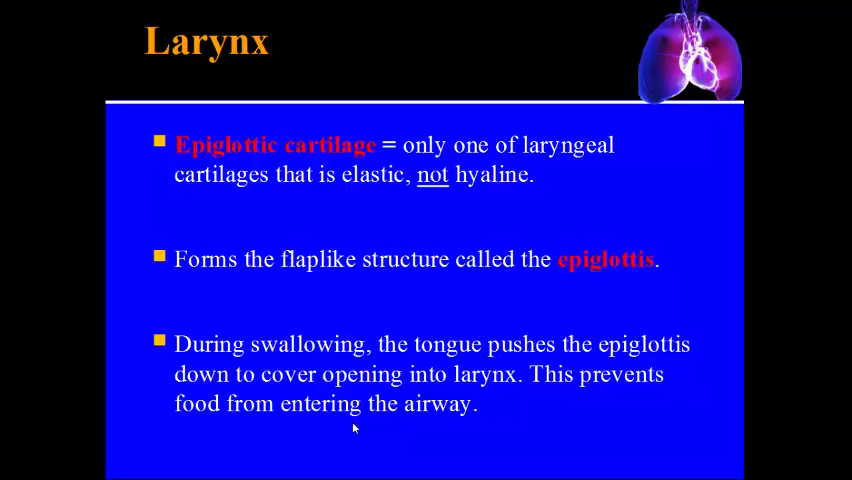 Larynx
Epiglottic cartilage = only one of laryngeal
cartilages that is elastic, not hyaline.
Forms the flaplike structure called the epiglottis.
During swallowing, the tongue pushes the epiglottis
down to cover opening into larynx. This prevents
food from entering the airway.